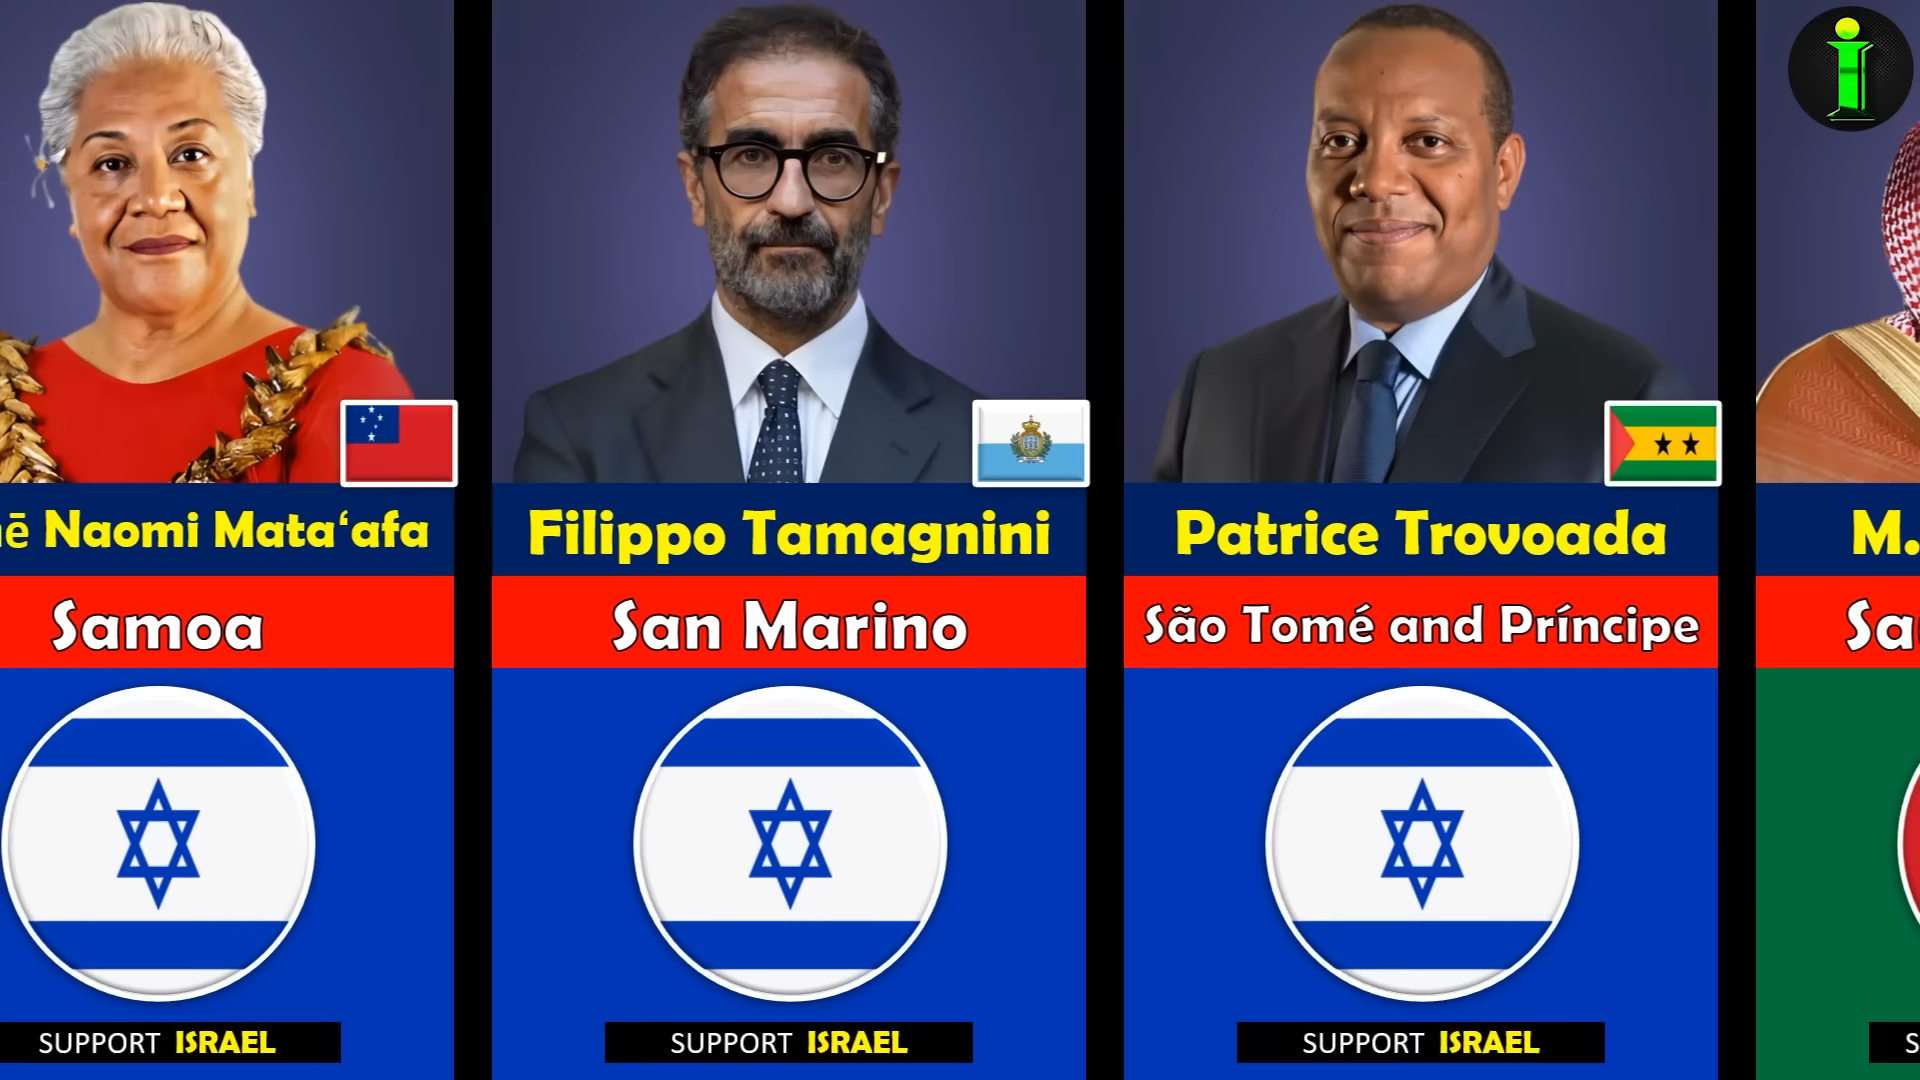 ē Naomi Mata‘afa
Samoa
SUPPORT ISRAEL
Filippo Tamagnini
San Marino
SUPPORT ISRAEL
Patrice Trovoada
São Tomé and Príncipe
SUPPORT ISRAEL
M.
Sa
S